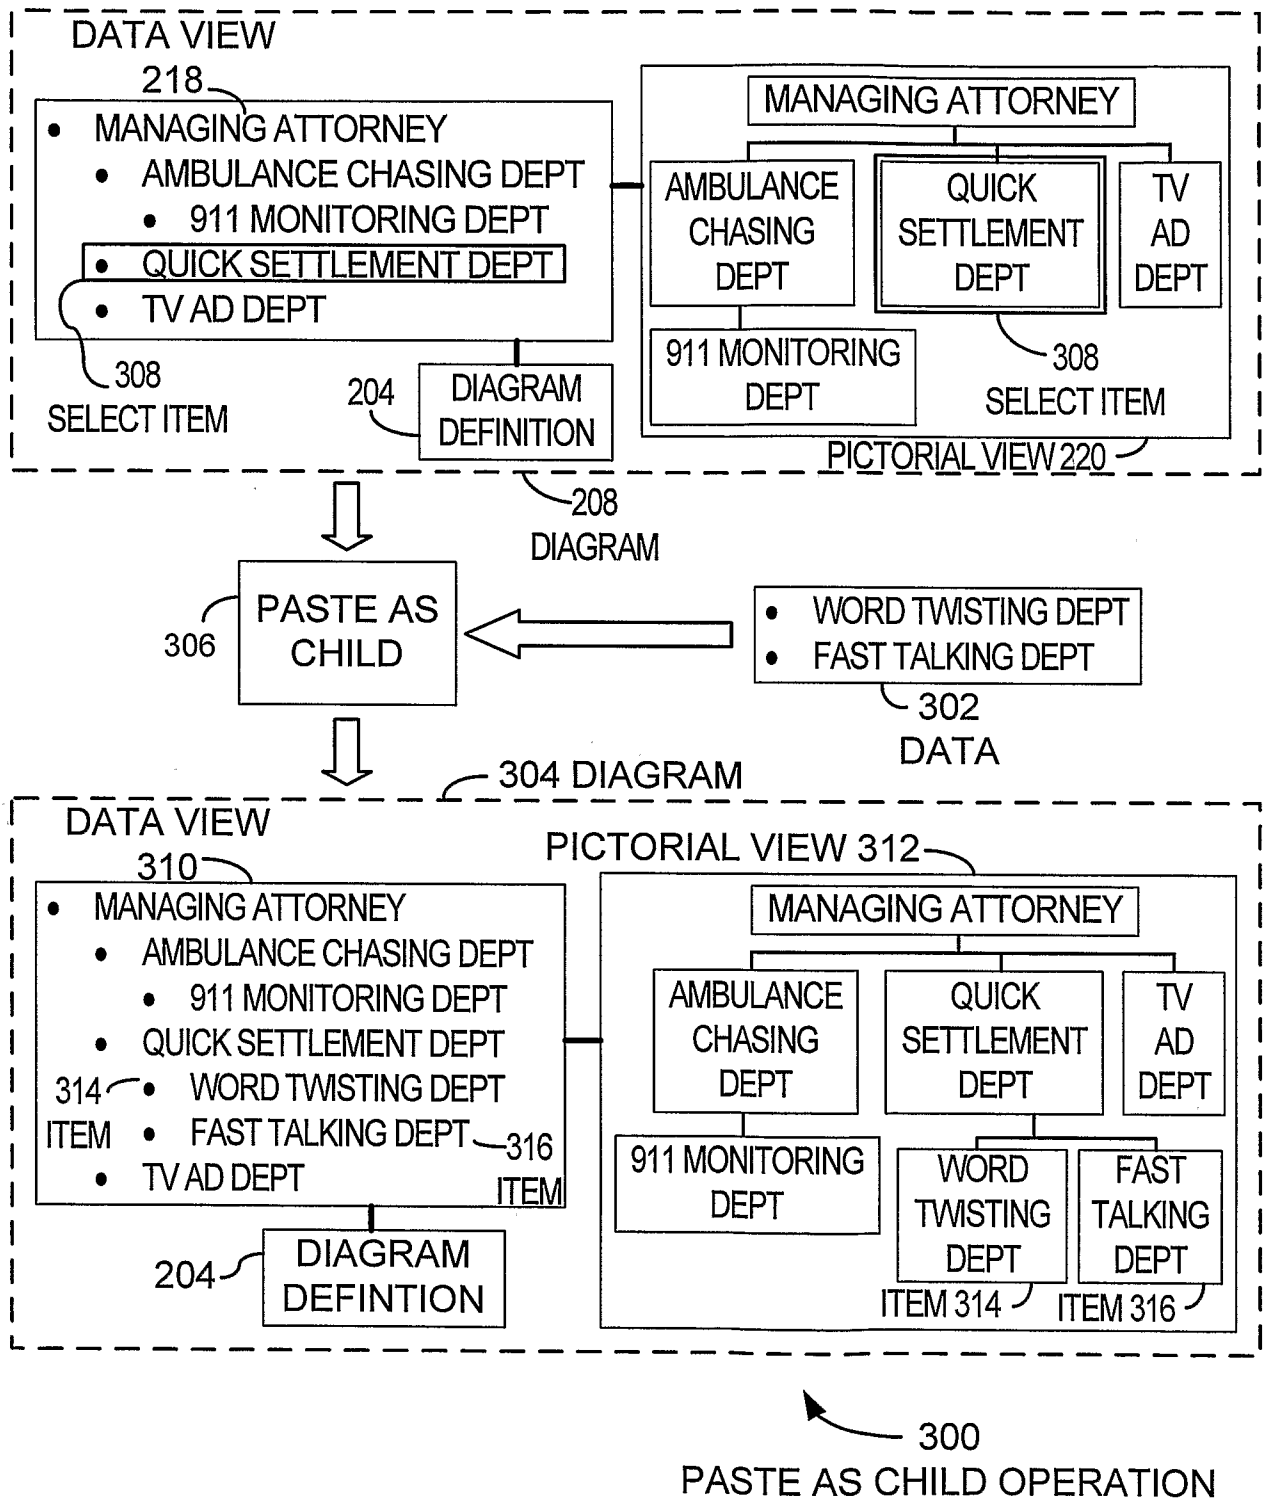 DATA VIEW
218
• MANAGING ATTORNEY
• AMBULANCE CHASING DEPT
• 911 MONITORING DEPT
• QUICK SETTLEMENT DEPT
• TV AD DEPT
308
SELECT ITEM
204
DIAGRAM
DEFINITION
MANAGING ATTORNEY
AMBULANCE
CHASING
DEPT
QUICK
SETTLEMENT
DEPT
TV
AD
DEPT
911 MONITORING
DEPT
308
SELECT ITEM
PICTORIAL VIEW 220
208
DIAGRAM
306
PASTE AS
CHILD
• WORD TWISTING DEPT
• FAST TALKING DEPT
302
DATA
304 DIAGRAM
DATA VIEW
310
• MANAGING ATTORNEY
• AMBULANCE CHASING DEPT
• 911 MONITORING DEPT
• QUICK SETTLEMENT DEPT
314
• WORD TWISTING DEPT
ITEM
• FAST TALKING DEPT
316
• TV AD DEPT
ITEM
204
DIAGRAM
DEFINTION
PICTORIAL VIEW 312
MANAGING ATTORNEY
AMBULANCE
CHASING
DEPT
QUICK
SETTLEMENT
DEPT
TV
AD
DEPT
911 MONITORING
DEPT
WORD
TWISTING
DEPT
FAST
TALKING
DEPT
ITEM 314
ITEM 316
300
PASTE AS CHILD OPERATION